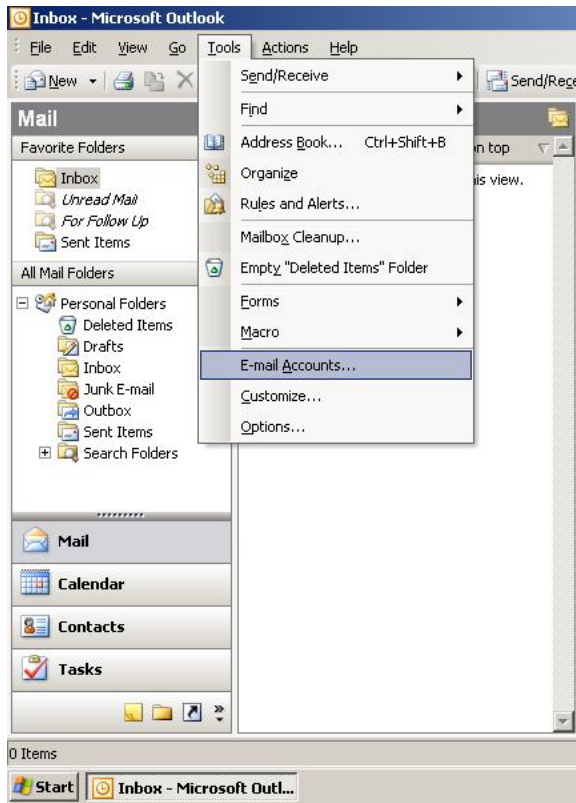 Inbox - Microsoft Outlook
File Edit View Go Tools Actions Help
New Send/Rece
Mail
Favorite Folders
Inbox
Unread Mail
For Follow Up
Sent Items
All Mail Folders
Personal Folders
Deleted Items
Drafts
Inbox
Junk E-mail
Outbox
Sent Items
Search Folders
Mail
Calendar
Contacts
Tasks
Send/Receive
Find
Address Book... Ctrl+Shift+B
Organize
Rules and Alerts...
Mailbox Cleanup...
Empty "Deleted Items" Folder
Forms
Macro
E-mail Accounts...
Customize...
Options...
n top
is view.
0 Items
Start Inbox - Microsoft Outl...